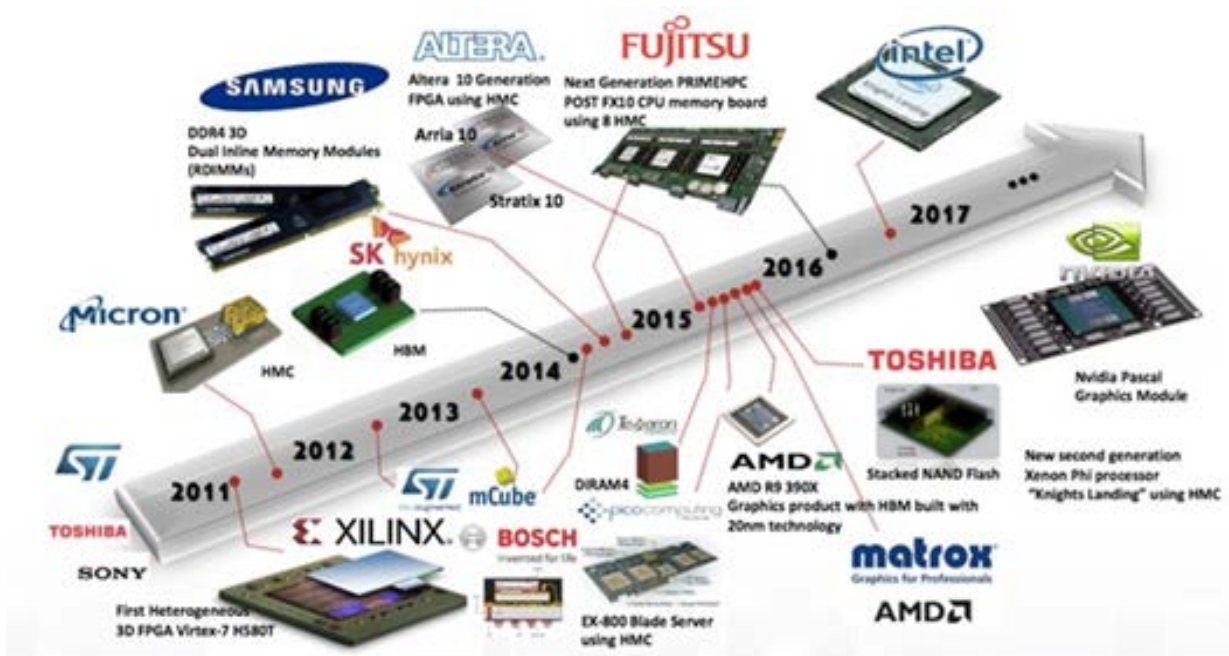 SAMSUNG
DDR4 3D
Dual Inline Memory Modules
(RDIMMs)
ALTERA
Altera 10 Generation
FPGA using HMC
Arria 10
Stratix 10
FUJITSU
Next Generation PRIMEHPC
POST FX10 CPU memory board
using 8 HMC
intel
Knights Landing
SK hynix
Micron
HMC
HBM
2011
2012
2013
2014
2015
2016
2017
...
NVIDIA
Nvidia Pascal
Graphics Module
New second generation
Xenon Phi processor
"Knights Landing" using HMC
TOSHIBA
Stacked NAND Flash
ST
TOSHIBA
SONY
XILINX
First Heterogeneous
3D FPGA Virtex-7 H580T
ST
mCube
BOSCH
Invented for life
Tezzaron
DIRAM4
picocomputing
EX-800 Blade Server
using HMC
AMD
AMD R9 390X
Graphics product with HBM built with
20nm technology
matrox
Graphics for Professionals
AMD